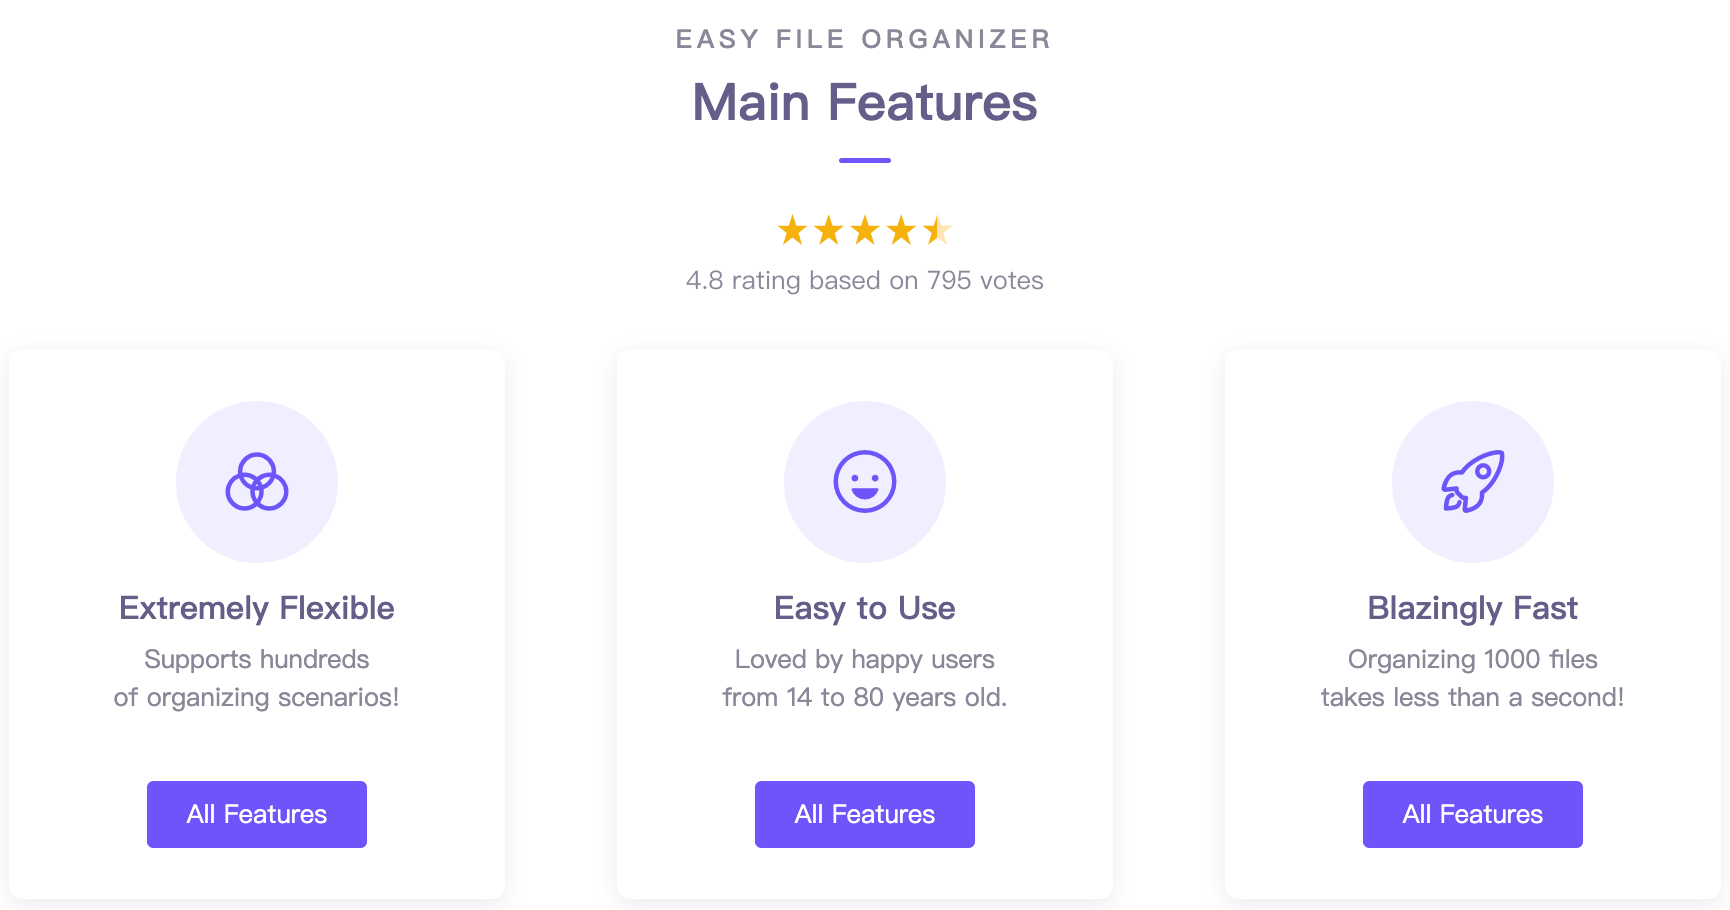 EASY FILE ORGANIZER
Main Features
4.8 rating based on 795 votes
Extremely Flexible
Supports hundreds
of organizing scenarios!
All Features
Easy to Use
Loved by happy users
from 14 to 80 years old.
All Features
Blazingly Fast
Organizing 1000 files
takes less than a second!
All Features